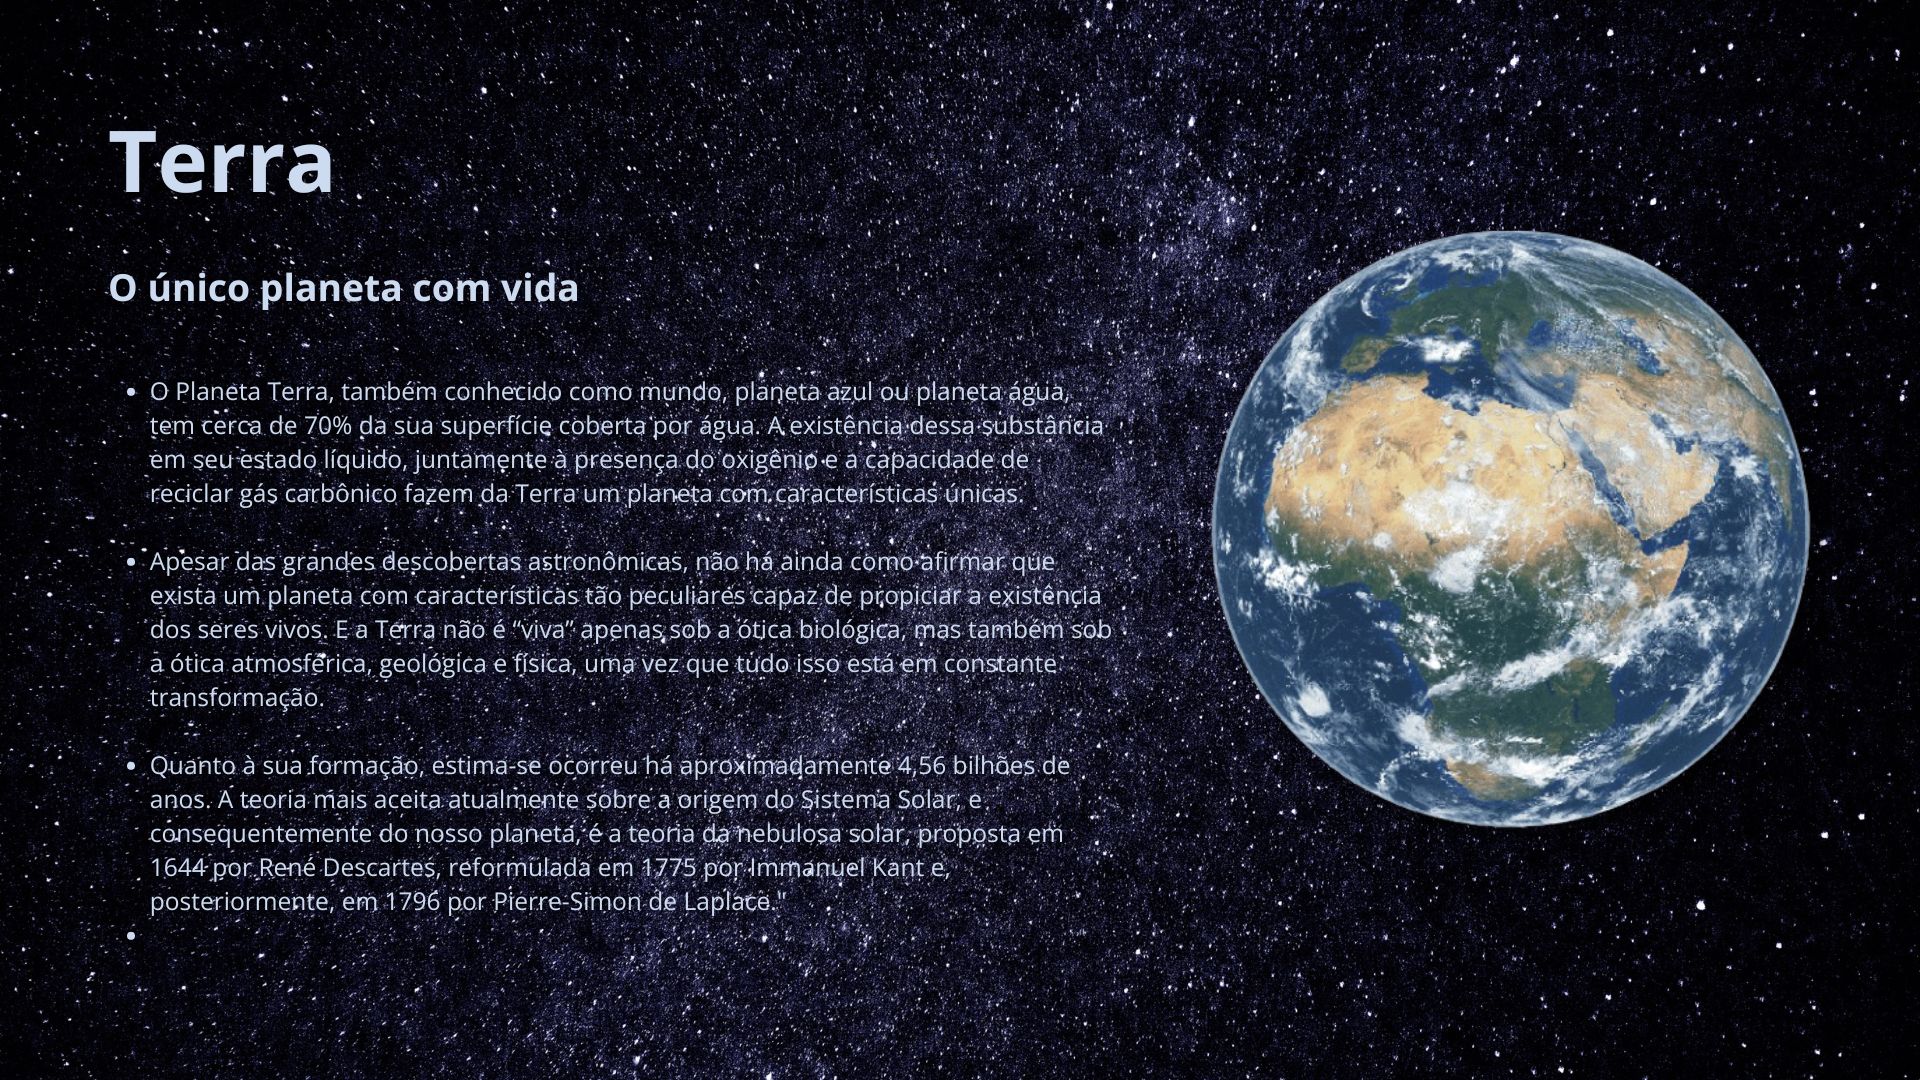 Terra
O único planeta com vida
• O Planeta Terra, também conhecido como mundo, planeta azul ou planeta água,
tem cerca de 70% da sua superfície coberta por água. A existência dessa substância
em seu estado líquido, juntamente à presença do oxigênio e a capacidade de
reciclar gás carbônico fazem da Terra um planeta com características únicas.
• Apesar das grandes descobertas astronômicas, não há ainda como afirmar que
exista um planeta com características tão peculiares capaz de propiciar a existência
dos seres vivos. E a Terra não é “viva” apenas sob a ótica biológica, mas também sob
a ótica atmosférica, geológica e física, uma vez que tudo isso está em constante
transformação.
• Quanto à sua formação, estima-se ocorreu há aproximadamente 4,56 bilhões de
anos. A teoria mais aceita atualmente sobre a origem do Sistema Solar, e
consequentemente do nosso planeta, é a teoria da nebulosa solar, proposta em
1644 por René Descartes, reformulada em 1775 por Immanuel Kant e,
posteriormente, em 1796 por Pierre-Simon de Laplace."
•